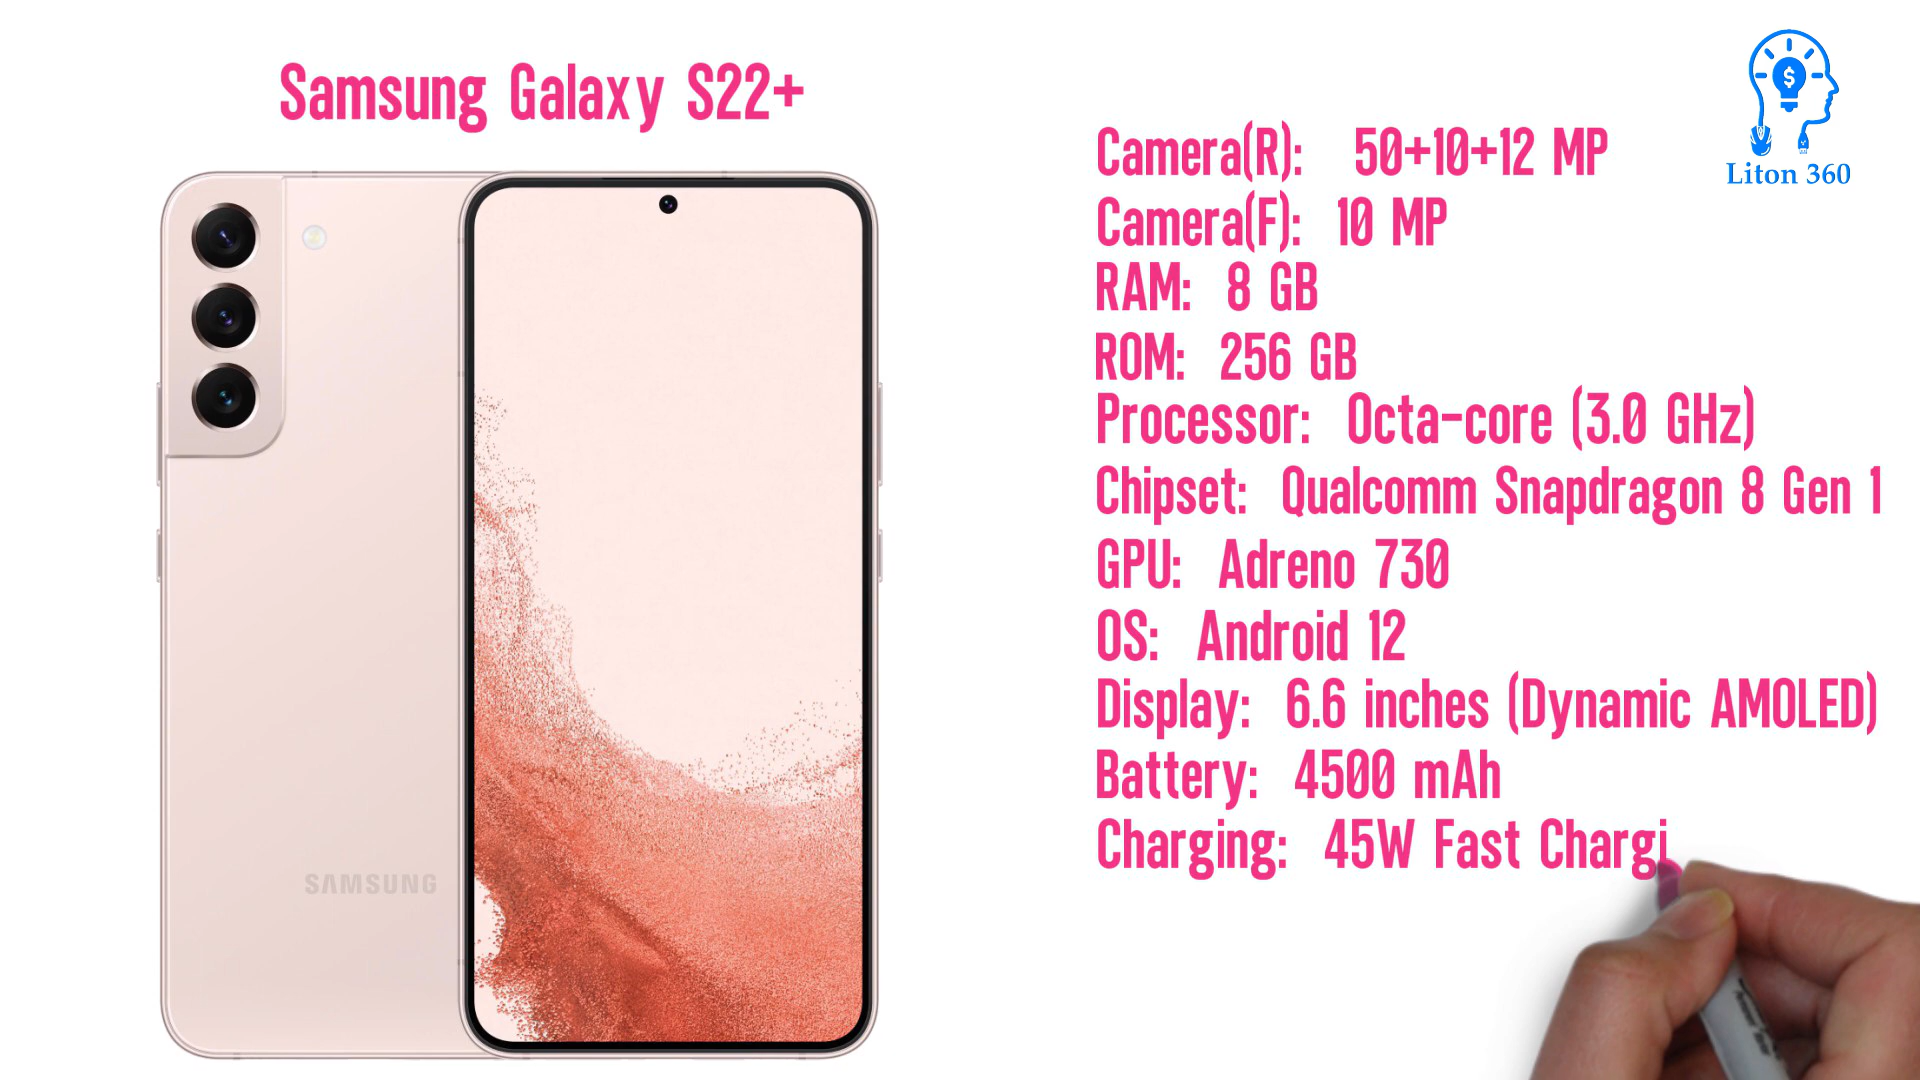 Samsung Galaxy S22+
Liton 360
Camera(R): 50+10+12 MP
Camera(F): 10 MP
RAM: 8 GB
ROM: 256 GB
Processor: Octa-core (3.0 GHz)
Chipset: Qualcomm Snapdragon 8 Gen 1
GPU: Adreno 730
OS: Android 12
Display: 6.6 inches (Dynamic AMOLED)
Battery: 4500 mAh
Charging: 45W Fast Chargi
SAMSUNG
$